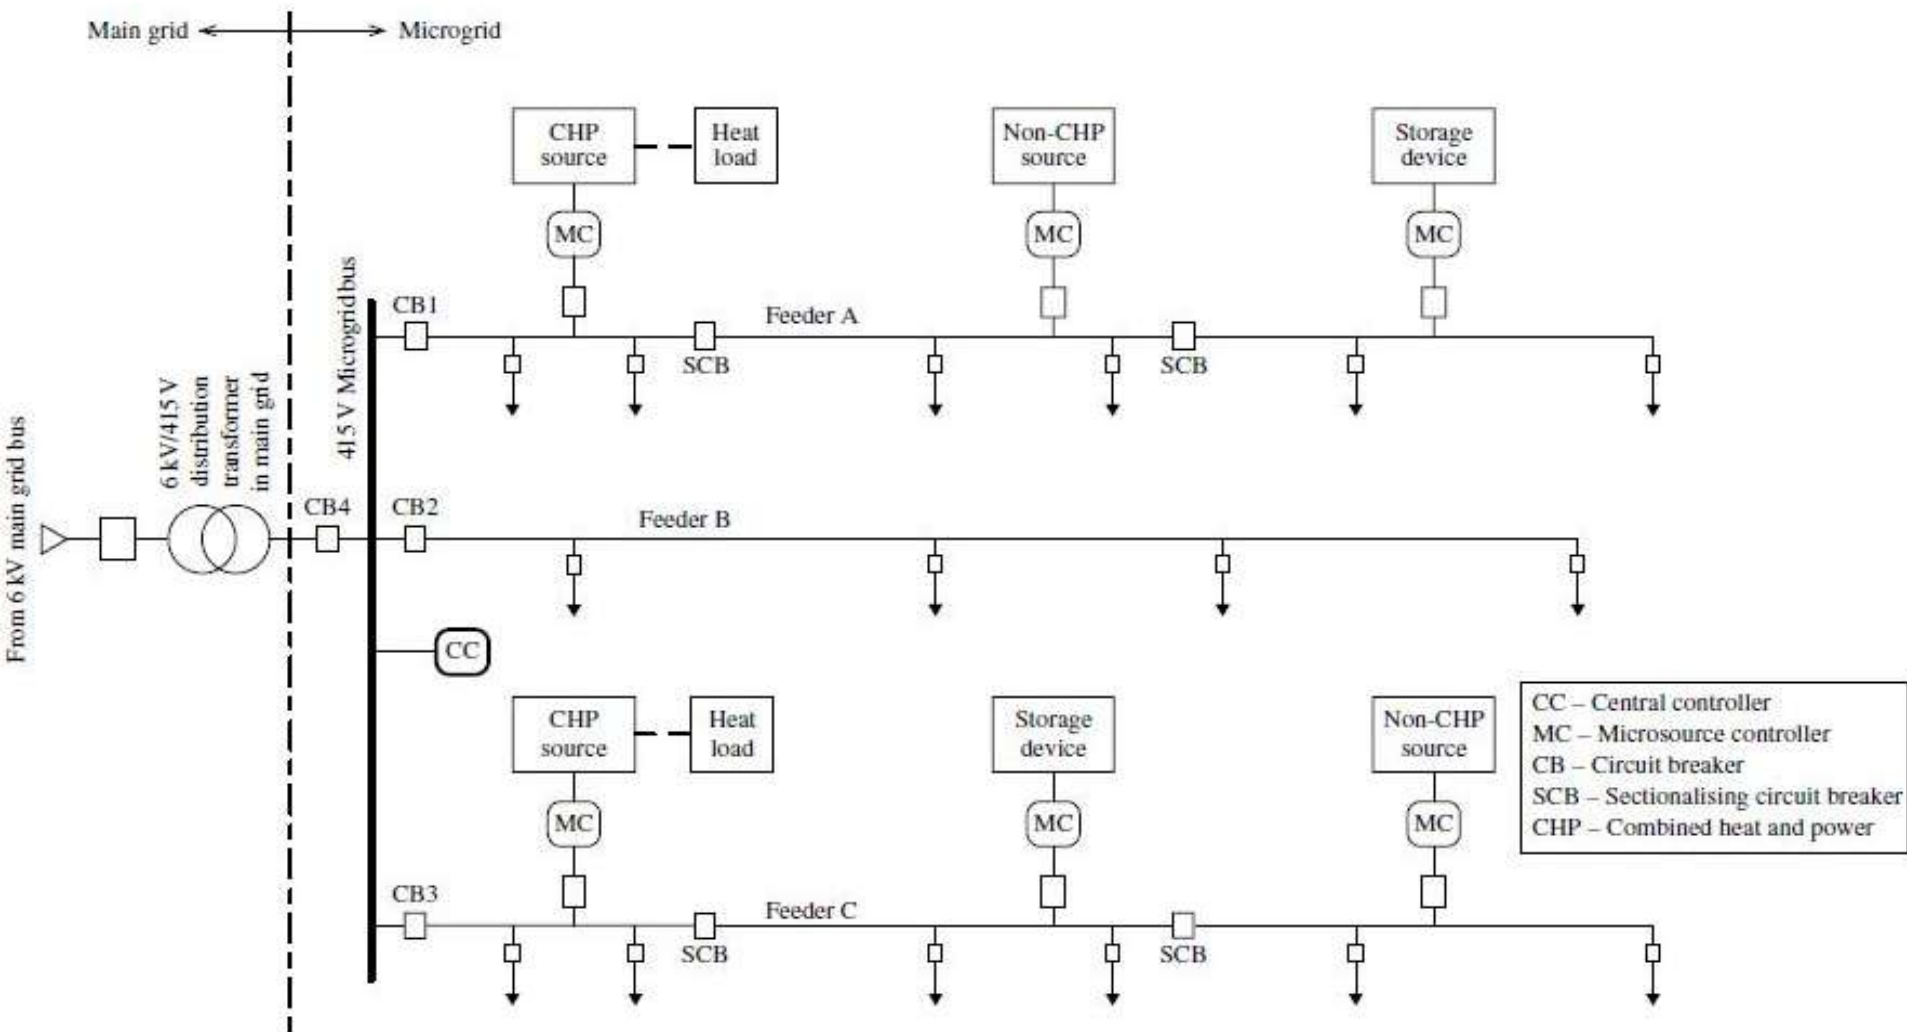 Main grid
Microgrid
CHP
source
Heat
load
Non-CHP
source
Storage
device
MC
MC
MC
415 V Microgridbus
CB1
Feeder A
SCB
SCB
From 6 kV main grid bus
6 kV/415 V
distribution
transformer
in main grid
CB4
CB2
Feeder B
CC
CHP
source
Heat
load
Storage
device
Non-CHP
source
MC
MC
MC
CB3
Feeder C
SCB
SCB
CC – Central controller
MC – Microsource controller
CB – Circuit breaker
SCB – Sectionalising circuit breaker
CHP – Combined heat and power